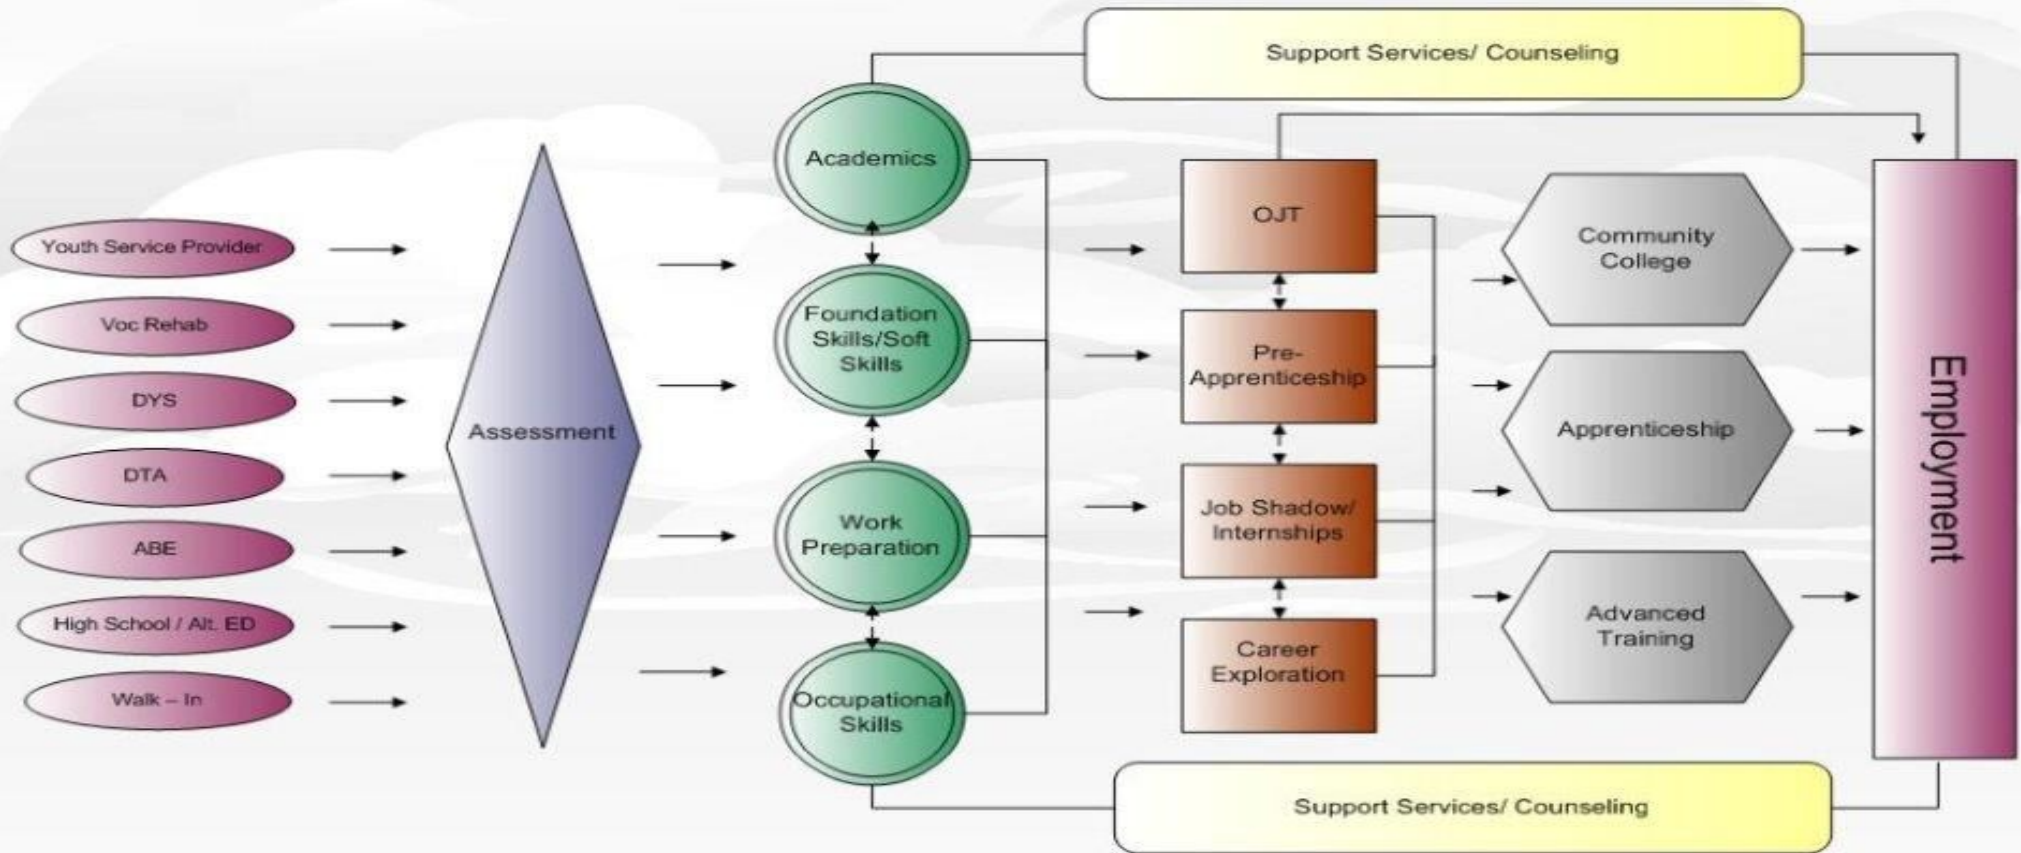 Support Services/ Counseling
Youth Service Provider
Voc Rehab
DYS
DTA
ABE
High School / Alt. ED
Walk – In
Assessment
Academics
Foundation
Skills/Soft
Skills
Work
Preparation
Occupational
Skills
OJT
Pre-
Apprenticeship
Job Shadow/
Internships
Career
Exploration
Community
College
Apprenticeship
Advanced
Training
Employment
Support Services/ Counseling